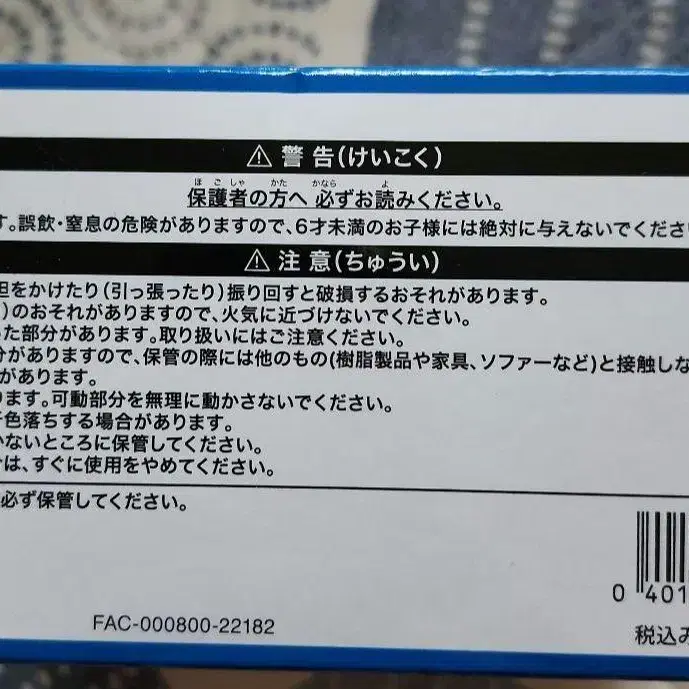 ⚠ 警告(けいこく)
保護者の方へ 必ずお読みください。
す。誤飲・窒息の危険がありますので、6才未満のお子様には絶対に与えないでくださ
⚠ 注意(ちゅうい)
担をかけたり(引っ張ったり)振り回すと破損するおそれがあります。
)のおそれがありますので、火気に近づけないでください。
った部分があります。取り扱いにはご注意ください。
分がありますので、保管の際には他のもの(樹脂製品や家具、ソファーなど)と接触しな
があります。
ります。可動部分を無理に動かさないでください。
色落ちする場合があります。
かないところに保管してください。
は、すぐに使用をやめてください。
必ず保管してください。
0 401
FAC-000800-22182
税込み